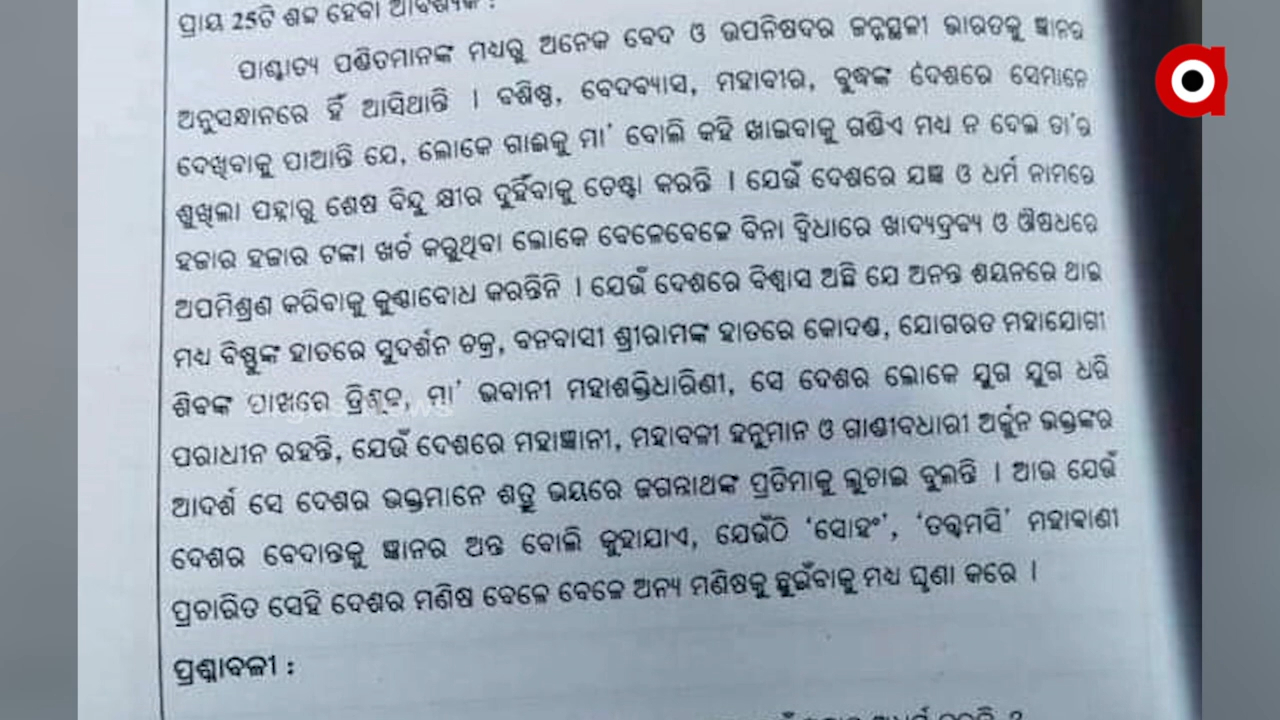 ପ୍ରାୟ 25ଟି ଶବ୍ଦ ହେବା ଆବଶ୍ୟକ :
ପାଶ୍ଚାତ୍ୟ ପଣ୍ଡିତମାନଙ୍କ ମଧ୍ୟରୁ ଅନେକ ବେଦ ଓ ଉପନିଷଦର ଜନ୍ମସ୍ଥଳୀ ଭାରତକୁ ଜ୍ଞାନର
ଅନୁସନ୍ଧାନରେ ହିଁ ଆସିଥାନ୍ତି । ବଶିଷ୍ଠ, ବେଦବ୍ୟାସ, ମହାବୀର, ବୁଦ୍ଧଙ୍କ ଦେଶରେ ସେମାନେ
ଦେଖିବାକୁ ପାଆନ୍ତି ଯେ, ଲୋକେ ଗାଈକୁ ମା' ବୋଲି କହି ଖାଇବାକୁ ଗଣ୍ଡିଏ ମଧ୍ୟ ନ ଦେଇ ତା'ର
ଶୁଖିଲା ପହ୍ନାରୁ ଶେଷ ବିନ୍ଦୁ କ୍ଷୀର ଦୁହିଁବାକୁ ଚେଷ୍ଟା କରନ୍ତି । ଯେଉଁ ଦେଶରେ ଯଜ୍ଞ ଓ ଧର୍ମ ନାମରେ
ହଜାର ହଜାର ଟଙ୍କା ଖର୍ଚ୍ଚ କରୁଥିବା ଲୋକେ ବେଳେବେଳେ ବିନା ଦ୍ୱିଧାରେ ଖାଦ୍ୟଦ୍ରବ୍ୟ ଓ ଔଷଧରେ
ଅପମିଶ୍ରଣ କରିବାକୁ କୁଣ୍ଠାବୋଧ କରନ୍ତିନି । ଯେଉଁ ଦେଶରେ ବିଶ୍ୱାସ ଅଛି ଯେ ଅନନ୍ତ ଶୟନରେ ଥାଇ
ମଧ୍ୟ ବିଷ୍ଣୁଙ୍କ ହାତରେ ସୁଦର୍ଶନ ଚକ୍ର, ବନବାସୀ ଶ୍ରୀରାମଙ୍କ ହାତରେ କୋଦଣ୍ଡ, ଯୋଗରତ ମହାଯୋଗୀ
ଶିବଙ୍କ ପାଖରେ ତ୍ରିଶୂଳ, ମା' ଭବାନୀ ମହାଶକ୍ତିଧାରିଣୀ, ସେ ଦେଶର ଲୋକେ ଯୁଗ ଯୁଗ ଧରି
ପରାଧୀନ ରହନ୍ତି, ଯେଉଁ ଦେଶରେ ମହାଜ୍ଞାନୀ, ମହାବଳୀ ହନୁମାନ ଓ ଗାଣ୍ଡୀବଧାରୀ ଅର୍ଜୁନ ଭକ୍ତଙ୍କର
ଆଦର୍ଶ ସେ ଦେଶର ଭକ୍ତମାନେ ଶତ୍ରୁ ଭୟରେ ଜଗନ୍ନାଥଙ୍କ ପ୍ରତିମାକୁ ଲୁଚାଇ ବୁଲନ୍ତି । ଆଉ ଯେଉଁ
ଦେଶର ବେଦାନ୍ତକୁ ଜ୍ଞାନର ଅନ୍ତ ବୋଲି କୁହାଯାଏ, ଯେଉଁଠି 'ସୋହଂ', 'ତତ୍ତ୍ୱମସି' ମହାବାଣୀ
ପ୍ରଚାରିତ ସେହି ଦେଶର ମଣିଷ ବେଳେ ବେଳେ ଅନ୍ୟ ମଣିଷକୁ ଛୁଇଁବାକୁ ମଧ୍ୟ ଘୃଣା କରେ ।
ପ୍ରଶ୍ନାବଳୀ :